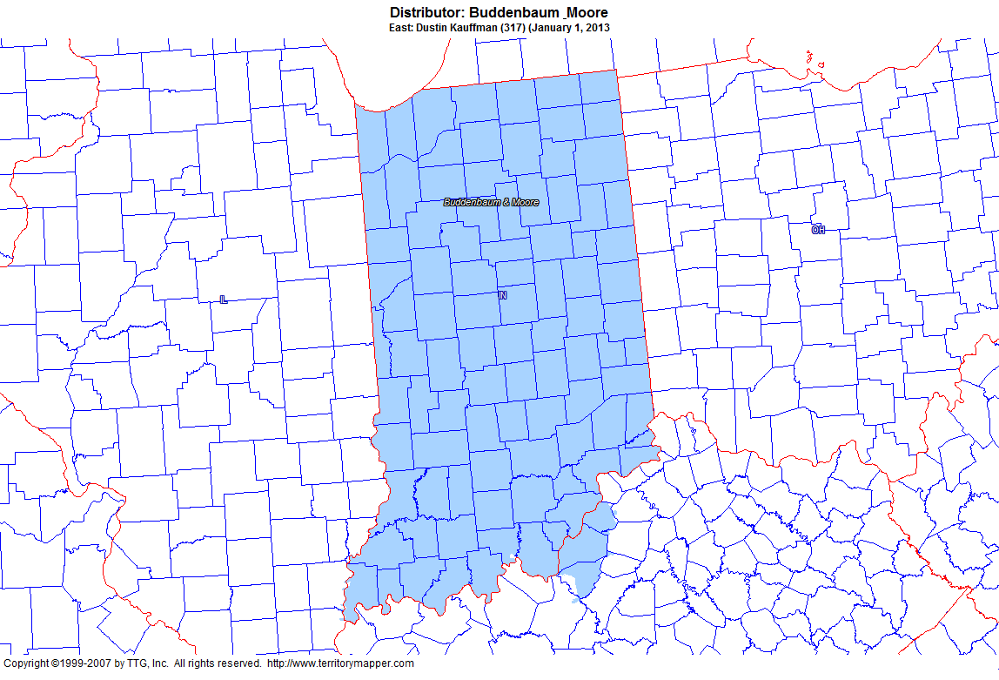 Distributor: Buddenbaum _Moore
East: Dustin Kauffman (317) (January 1, 2013
Buddenbaum & Moore
OH
IN
IL
Copyright ©1999-2007 by TTG, Inc. All rights reserved. http://www.territorymapper.com